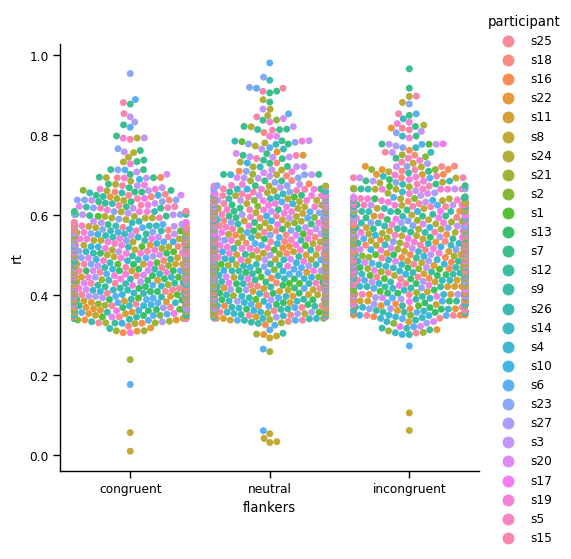 participant
s25
s18
s16
s22
s11
s8
s24
s21
s2
s1
s13
s7
s12
s9
s26
s14
s4
s10
s6
s23
s27
s3
s20
s17
s19
s5
s15
1.0
0.8
0.6
0.4
0.2
0.0
rt
congruent neutral incongruent
flankers